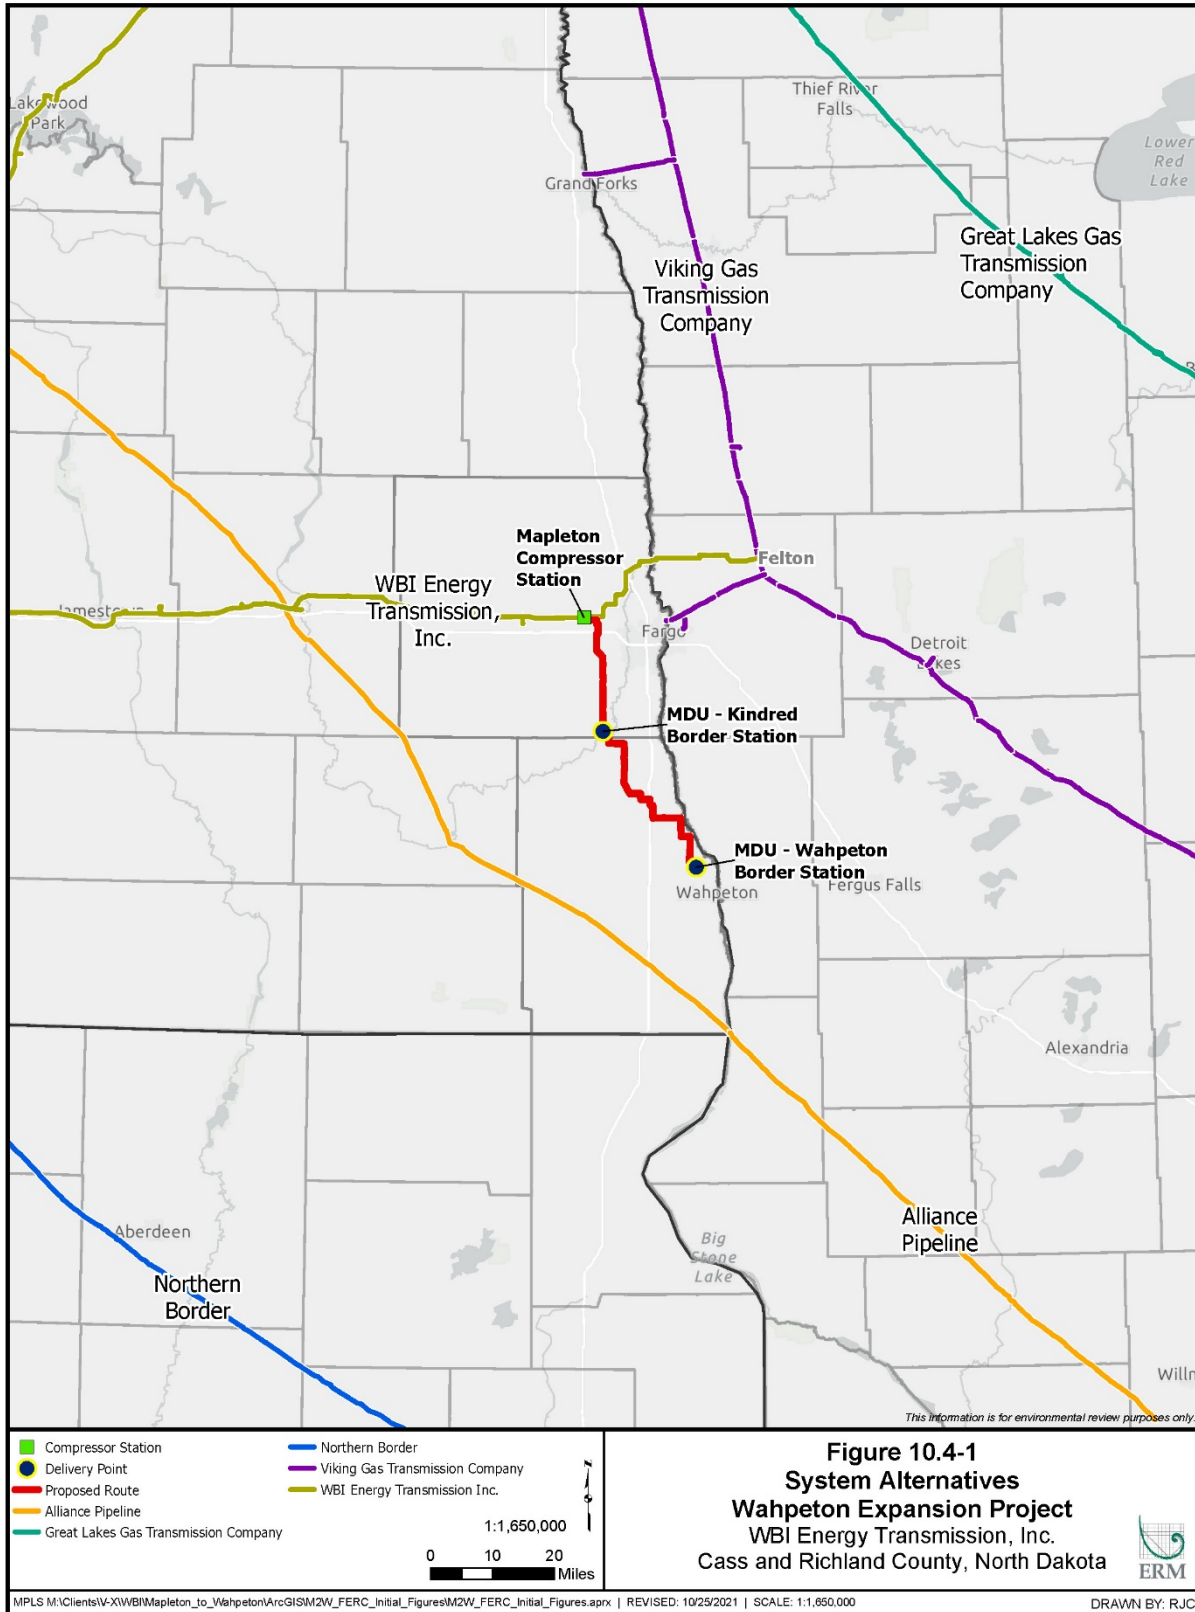 Lakewood
Park
Thief River
Falls
Lower
Red
Lake
Grand Forks
Great Lakes Gas
Transmission
Company
Viking Gas
Transmission
Company
Mapleton
Compressor
Station
Felton
WBI Energy
Transmission,
Inc.
Jamestown
Fargo
Detroit
Lakes
MDU - Kindred
Border Station
MDU - Wahpeton
Border Station
Wahpeton
Fergus Falls
Alexandria
Aberdeen
Big
Stone
Lake
Alliance
Pipeline
Northern
Border
Willm
This information is for environmental review purposes only.
Compressor Station
Delivery Point
Proposed Route
Alliance Pipeline
Great Lakes Gas Transmission Company
Northern Border
Viking Gas Transmission Company
WBI Energy Transmission Inc.
1:1,650,000
0 10 20
Miles
Figure 10.4-1
System Alternatives
Wahpeton Expansion Project
WBI Energy Transmission, Inc.
Cass and Richland County, North Dakota
ERM
MPLS M:\Clients\V-X\WBI\Mapleton_to_Wahpeton\ArcGIS\M2W_FERC_Initial_Figures\M2W_FERC_Initial_Figures.aprx | REVISED: 10/25/2021 | SCALE: 1:1,650,000
DRAWN BY: RJC